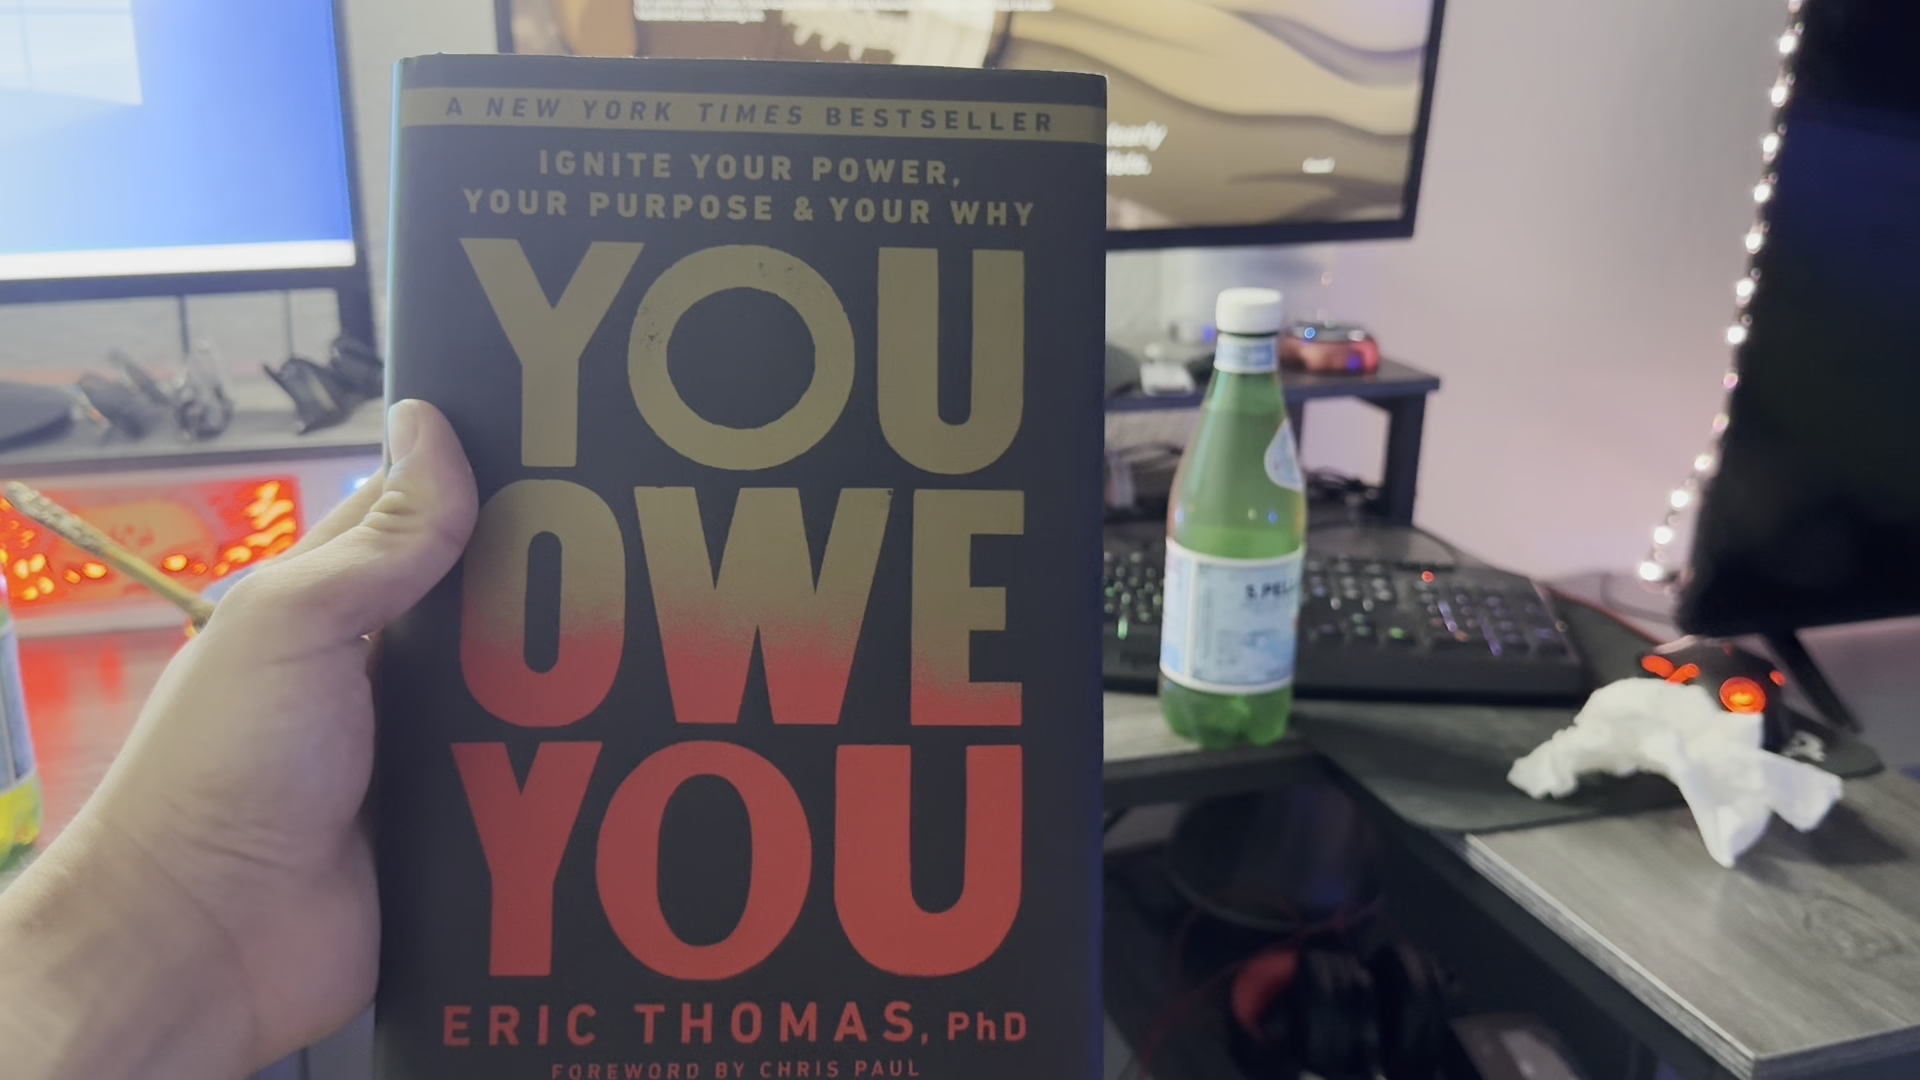 A NEW YORK TIMES BESTSELLER
IGNITE YOUR POWER,
YOUR PURPOSE & YOUR WHY
YOU
OWE
YOU
ERIC THOMAS, PhD
FOREWORD BY CHRIS PAUL
S.PEL